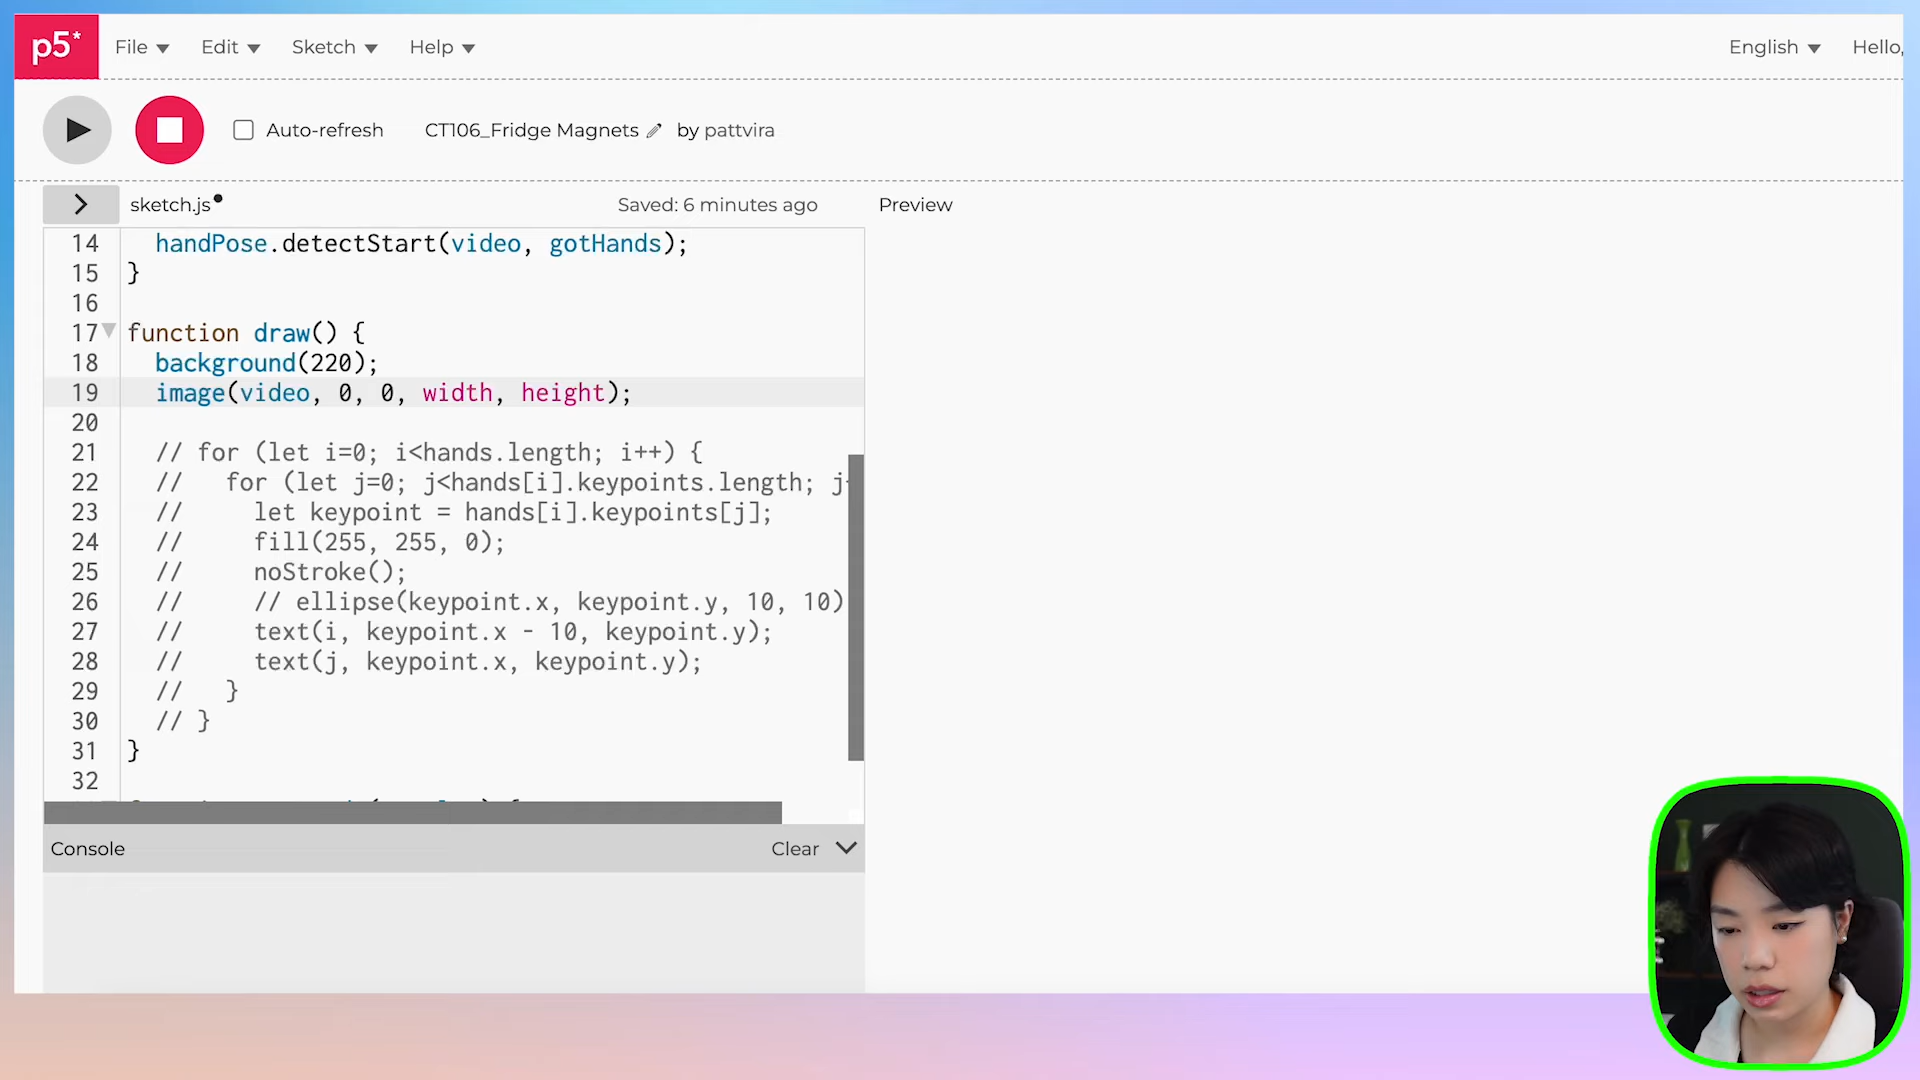 p5* File Edit Sketch Help English Hello,
Auto-refresh CT106_Fridge Magnets by pattvira
sketch.js Saved: 6 minutes ago Preview
14 handPose.detectStart(video, gotHands);
15 }
16
17 function draw() {
18 background(220);
19 image(video, 0, 0, width, height);
20
21 // for (let i=0; i<hands.length; i++) {
22 // for (let j=0; j<hands[i].keypoints.length; j
23 // let keypoint = hands[i].keypoints[j];
24 // fill(255, 255, 0);
25 // noStroke();
26 // // ellipse(keypoint.x, keypoint.y, 10, 10)
27 // text(i, keypoint.x - 10, keypoint.y);
28 // text(j, keypoint.x, keypoint.y);
29 // }
30 // }
31 }
32
Console Clear